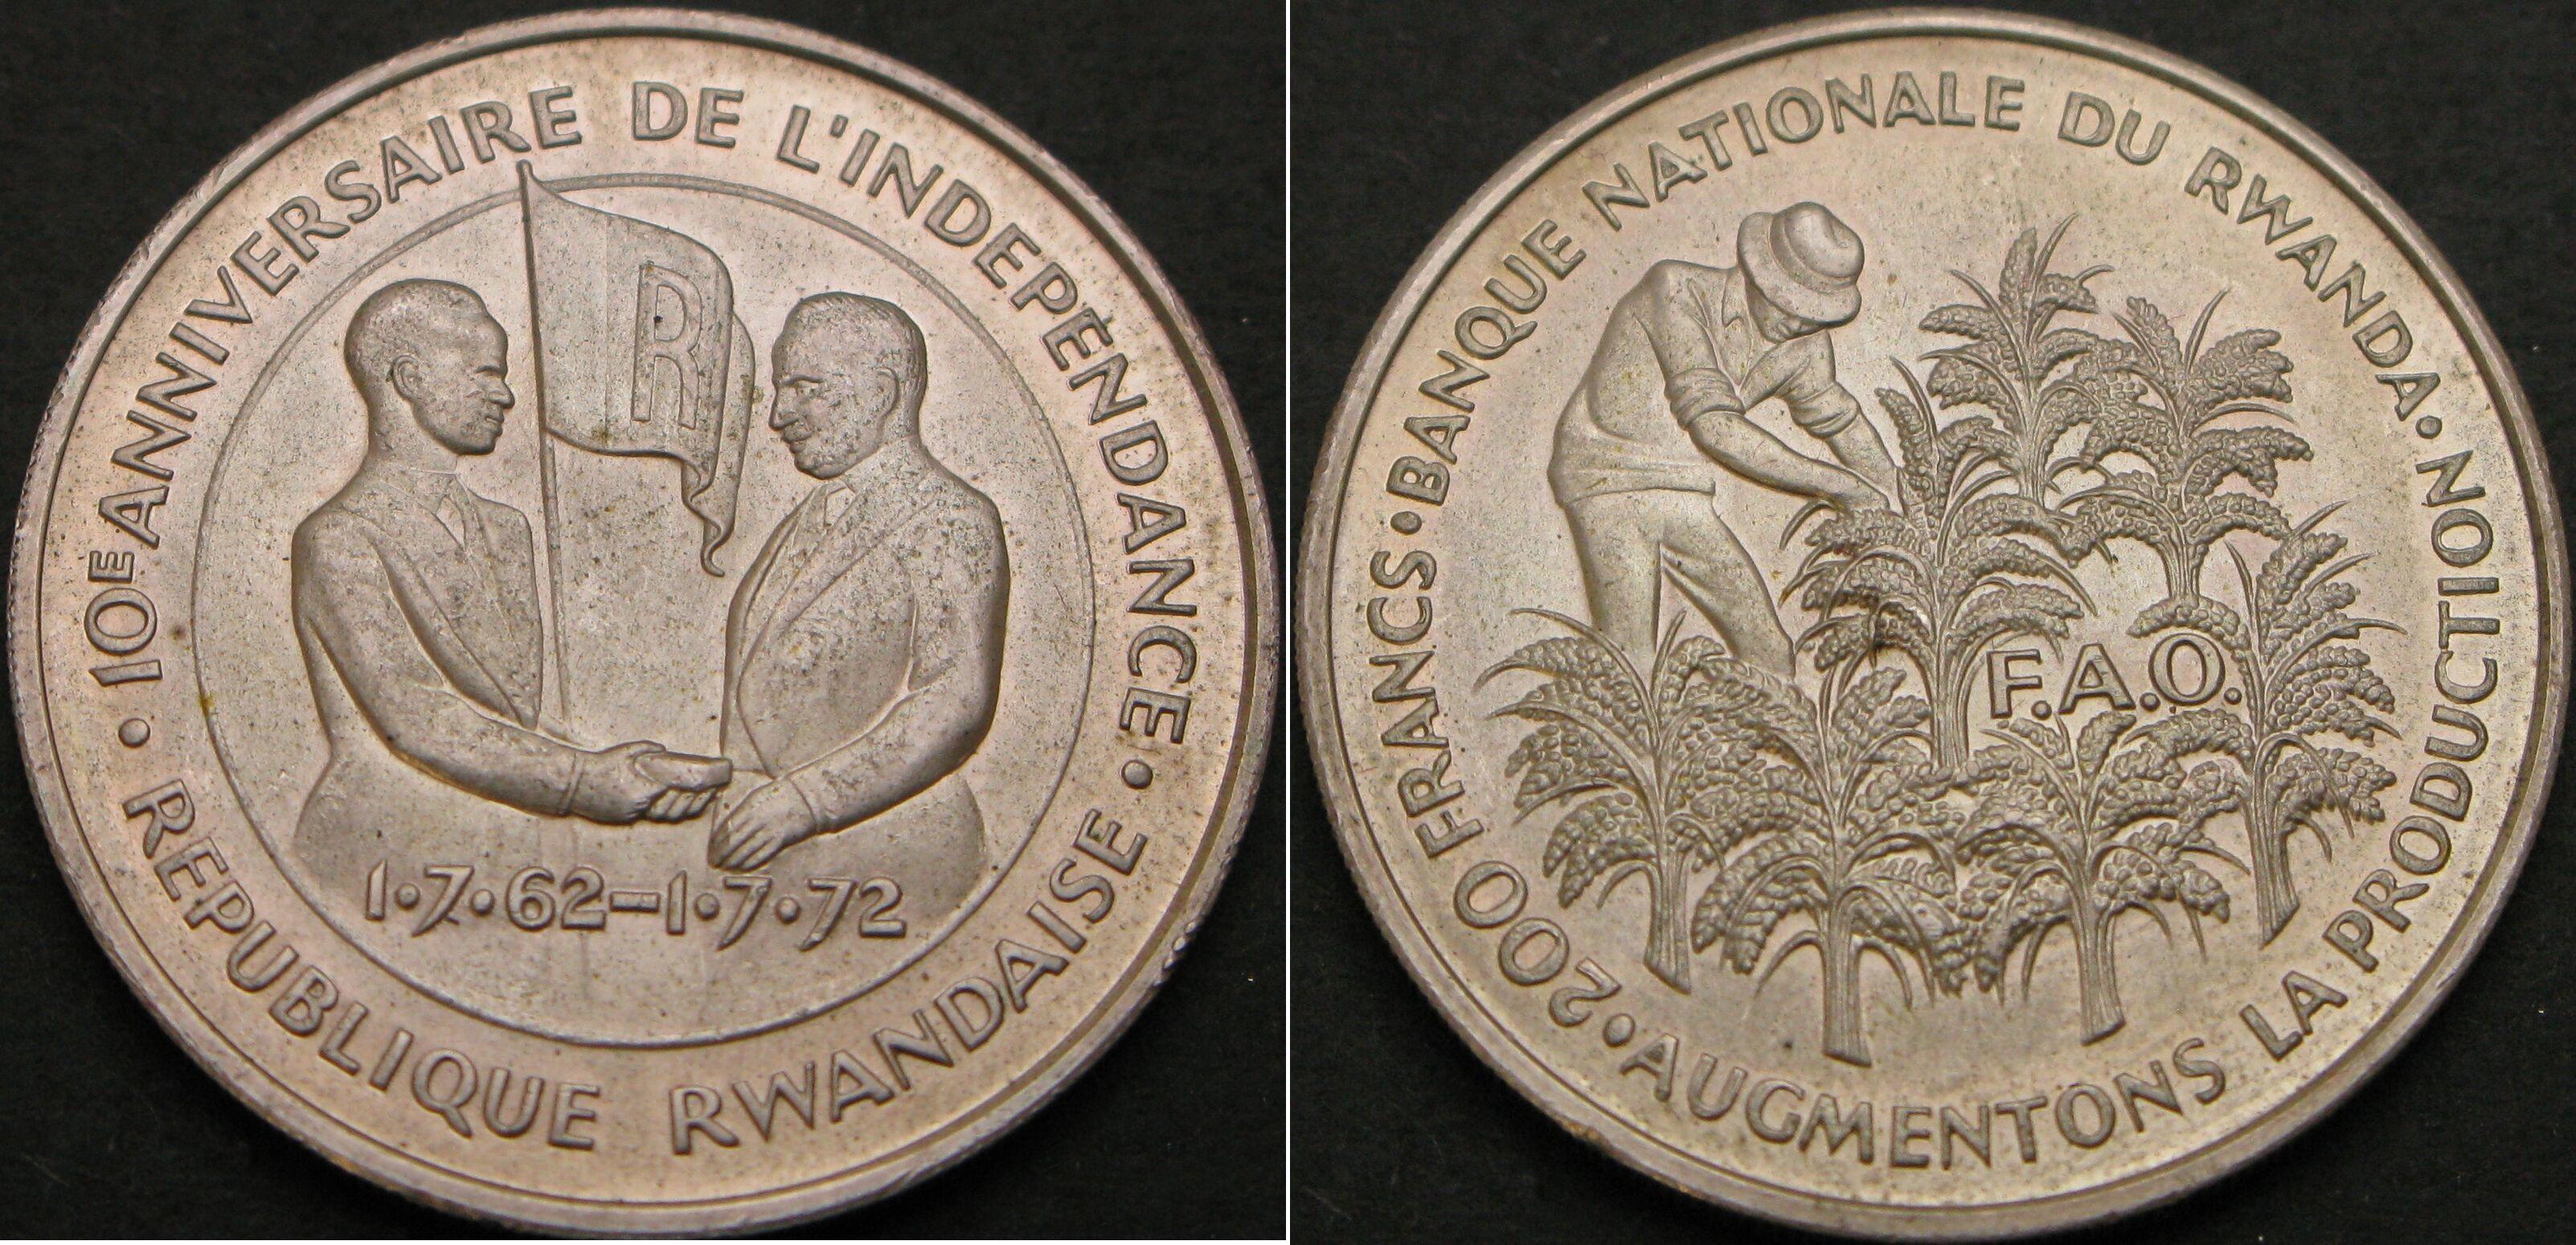 10E ANNIVERSAIRE DE L'INDEPENDANCE
R
1·7·62-1·7·72
REPUBLIQUE RWANDAISE
BANQUE NATIONALE DU RWANDA
F.A.O.
200 FRANCS
AUGMENTONS LA PRODUCTION